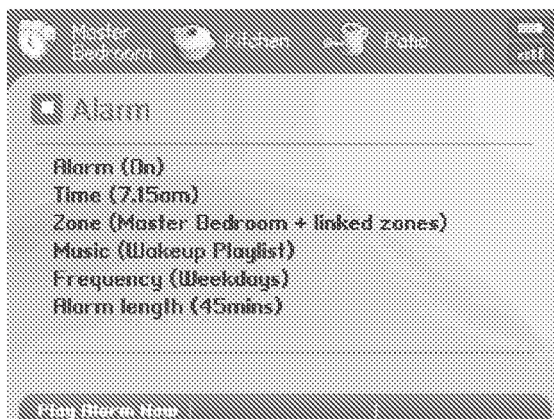 Master
Bedroom
Kitchen
Patio
Alarm
Alarm (On)
Time (7.15am)
Zone (Master Bedroom + linked zones)
Music (Wakeup Playlist)
Frequency (Weekdays)
Alarm length (45mins)
Play Alarm Now